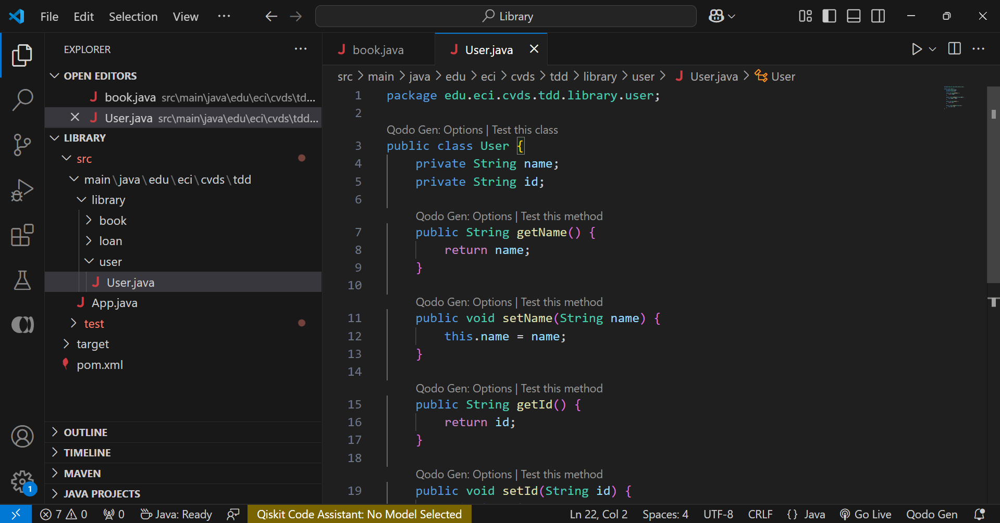 File Edit Selection View ··· Library
EXPLORER
OPEN EDITORS
book.java src\main\java\edu\eci\cvds\td...
User.java src\main\java\edu\eci\cvds\tdd...
LIBRARY
src
main\java\edu\eci\cvds\tdd
library
book
loan
user
User.java
App.java
test
target
pom.xml
OUTLINE
TIMELINE
MAVEN
JAVA PROJECTS
1
book.java User.java
src > main > java > edu > eci > cvds > tdd > library > user > User.java > User
1 package edu.eci.cvds.tdd.library.user;
2
Qodo Gen: Options | Test this class
3 public class User {
4 private String name;
5 private String id;
6
Qodo Gen: Options | Test this method
7 public String getName() {
8 return name;
9 }
10
Qodo Gen: Options | Test this method
11 public void setName(String name) {
12 this.name = name;
13 }
14
Qodo Gen: Options | Test this method
15 public String getId() {
16 return id;
17 }
18
Qodo Gen: Options | Test this method
19 public void setId(String id) {
7 0 0 Java: Ready Qiskit Code Assistant: No Model Selected Ln 22, Col 2 Spaces: 4 UTF-8 CRLF {} Java Go Live Qodo Gen